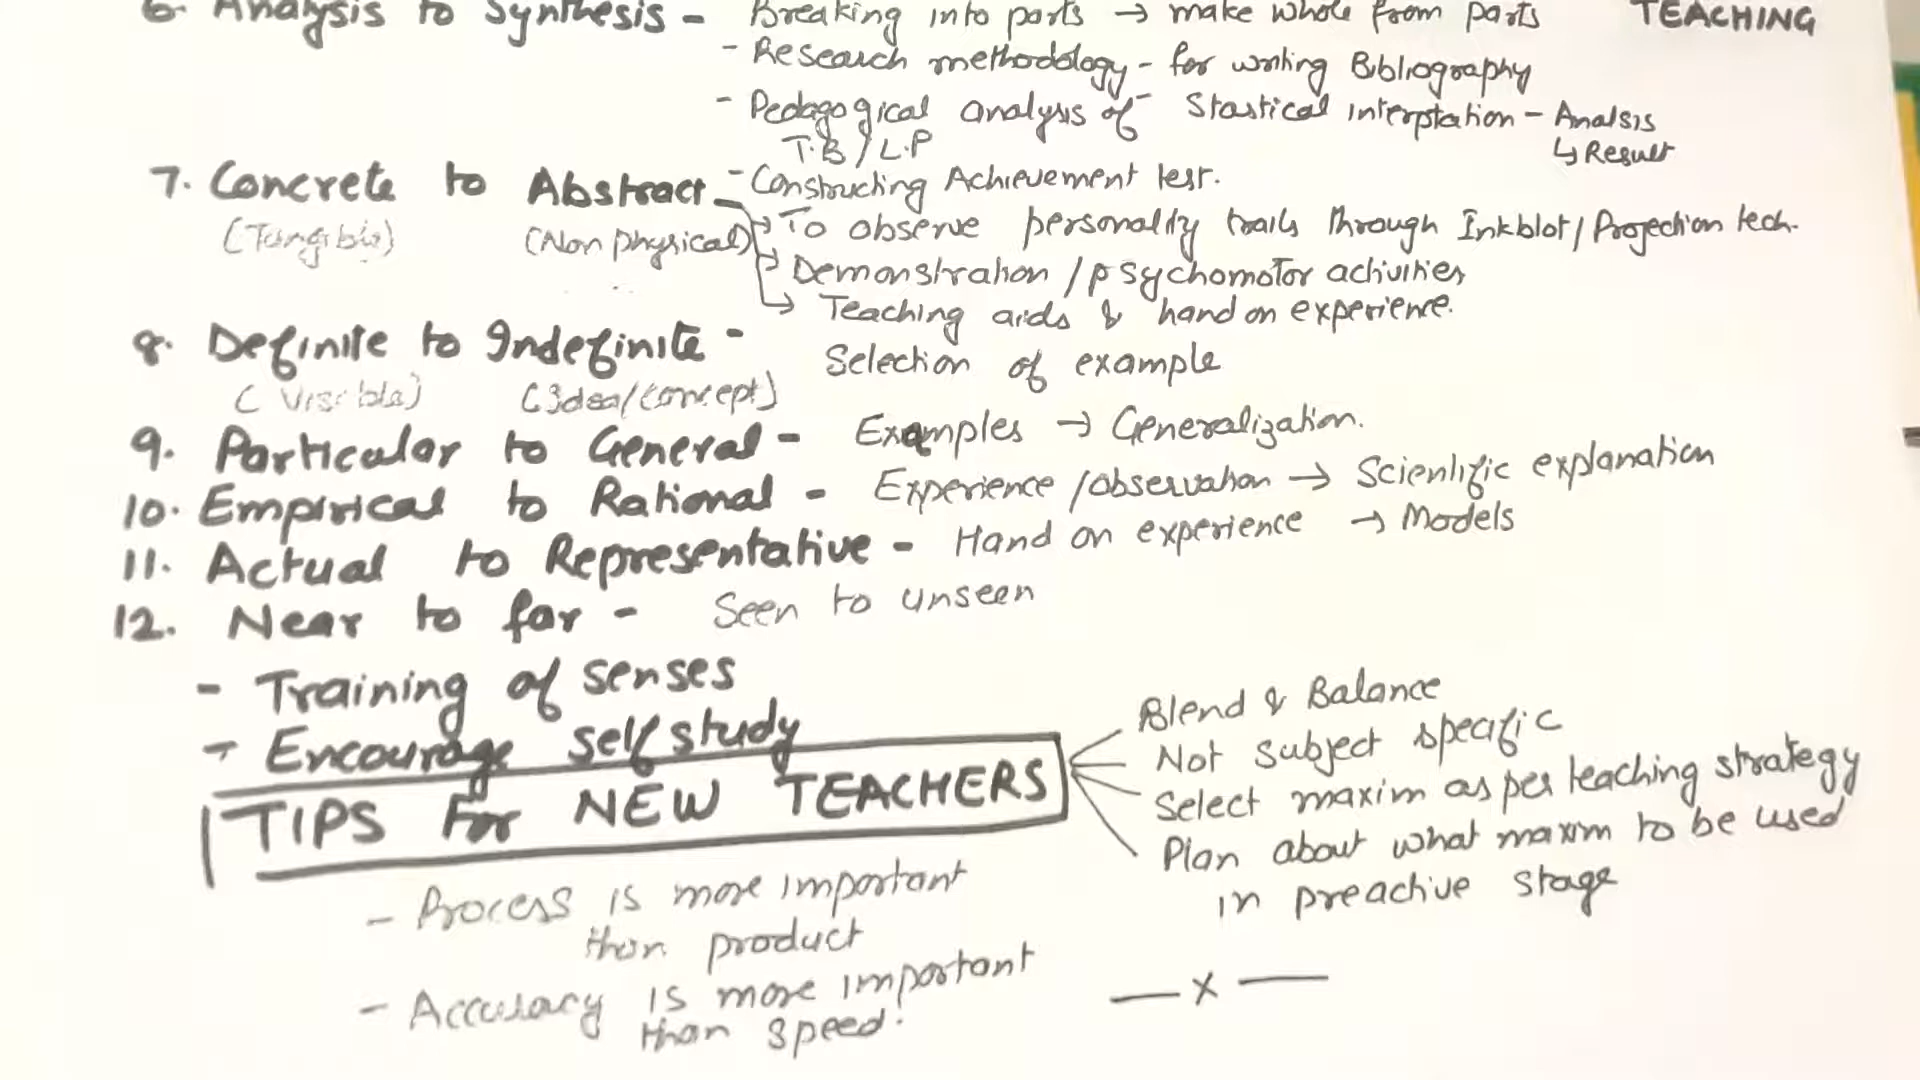 6. Analysis to Synthesis - Breaking into parts → make whole from parts
TEACHING
- Research methodology - for writing Bibliography
- Pedagogical analysis of - Stastical interptation - Analsis
T.B / L.P
↳ Result
7. Concrete to Abstract - Constructing Achievement test.
(Tangible) (Non physical)
→ To observe personality traits through Inkblot / Projection tech.
→ Demonstration / psychomotor activities
→ Teaching aids & hand on experience.
8. Definite to Indefinite - Selection of example
(Visible) (Idea/concept)
9. Particular to General - Examples → Generalization.
10. Empirical to Rational - Experience / observation → Scientific explanation
11. Actual to Representative - Hand on experience → Models
12. Near to far - Seen to unseen
- Training of senses
- Encourage self study
TIPS For NEW TEACHERS
Blend & Balance
Not subject specific
Select maxim as per teaching strategy
Plan about what maxim to be used
in preactive stage
- Process is more important
than product
- Accuracy is more important
than speed.
— x —